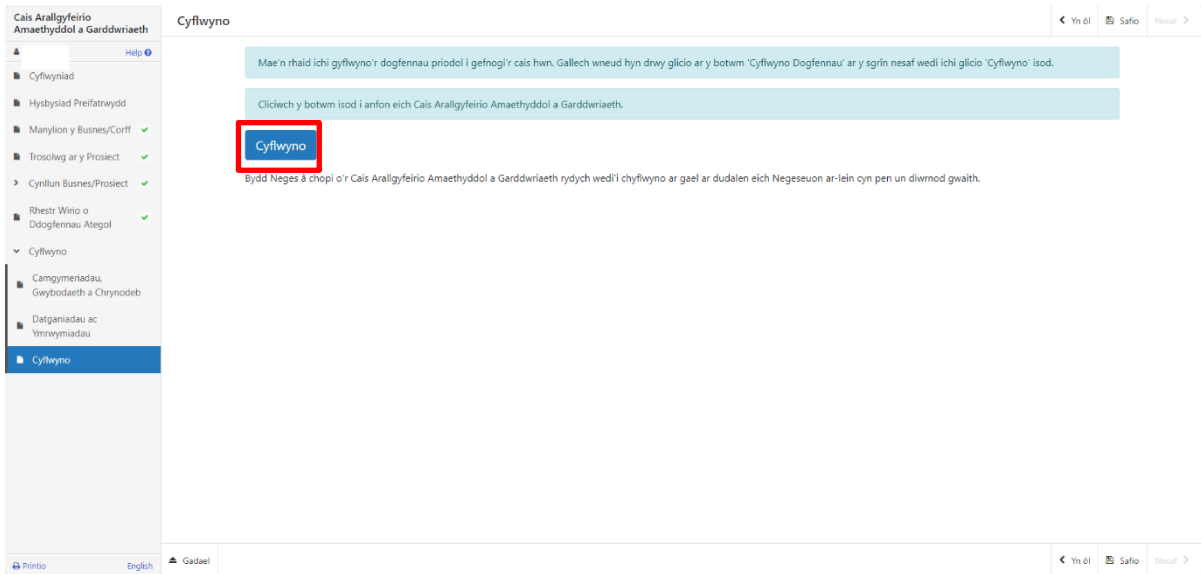 Cais Arallgyfeirio
Amaethyddol a Garddwriaeth
Help
Cyflwyniad
Hysbysiad Preifatrwydd
Manylion y Busnes/Corff
Trosolwg ar y Prosiect
Cynllun Busnes/Prosiect
Rhestr Wirio o
Ddogfennau Ategol
Cyflwyno
Camgymeriadau,
Gwybodaeth a Chrynodeb
Datganiadau ac
Ymrwymiadau
Cyflwyno
Printio
English
Cyflwyno
Yn ôl
Safio
Nesaf
Mae'n rhaid ichi gyflwyno'r dogfennau priodol i gefnogi'r cais hwn. Gallech wneud hyn drwy glicio ar y botwm 'Cyflwyno Dogfennau' ar y sgrin nesaf wedi ichi glicio 'Cyflwyno' isod.
Cliciwch y botwm isod i anfon eich Cais Arallgyfeirio Amaethyddol a Garddwriaeth.
Cyflwyno
Bydd Neges â chopi o'r Cais Arallgyfeirio Amaethyddol a Garddwriaeth rydych wedi'i chyflwyno ar gael ar dudalen eich Negeseuon ar-lein cyn pen un diwrnod gwaith.
Gadael
Yn ôl
Safio
Nesaf